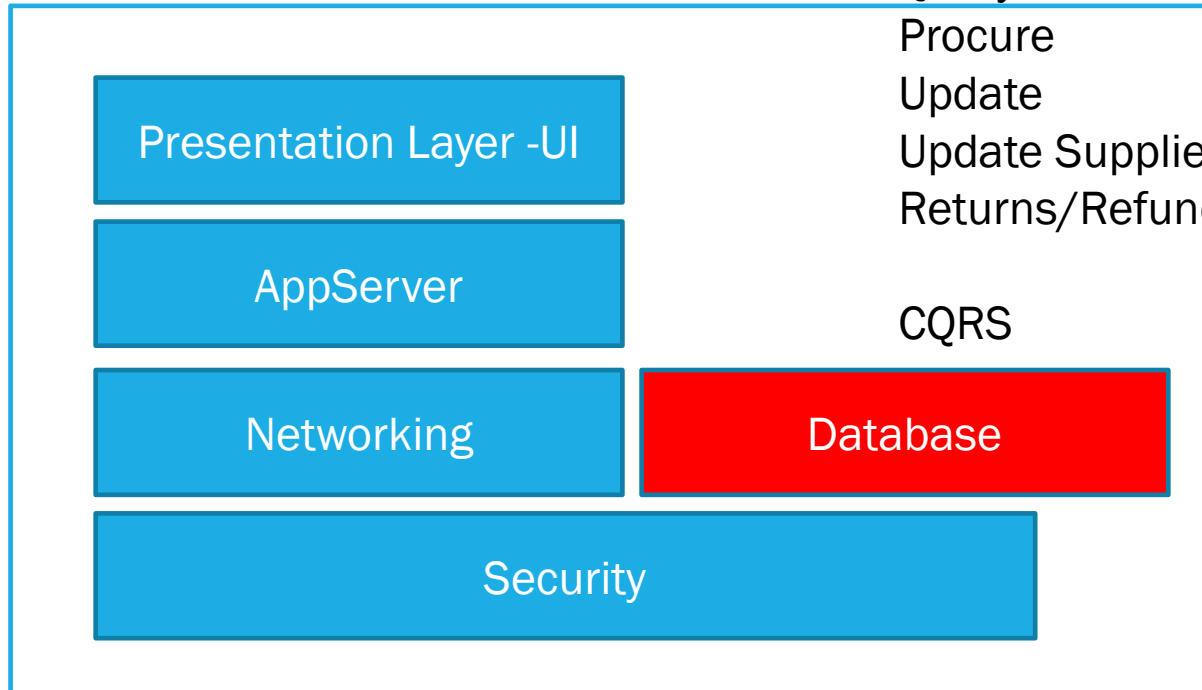 Procure
Update
Update Supplie
Returns/Refun
CQRS
Presentation Layer -UI
AppServer
Networking
Database
Security